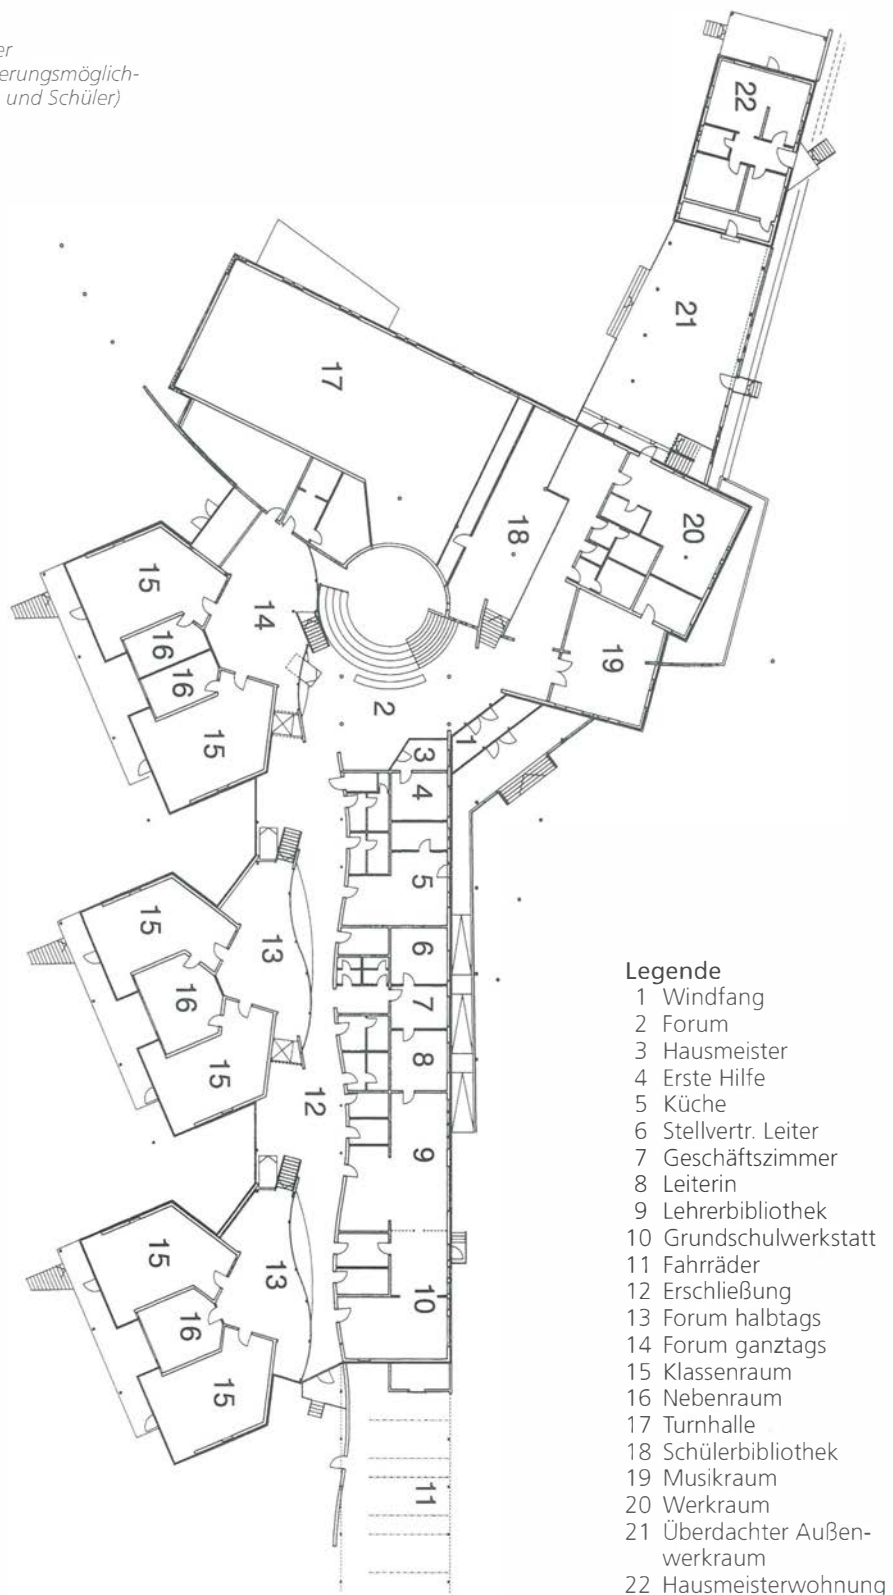 er
erungsmöglich-
und Schüler)
22
21
17
18
20
15
14
16
19
16
2
15
1
3
4
5
15
13
6
16
7
8
15
12
9
15
13
10
16
15
11
Legende
1 Windfang
2 Forum
3 Hausmeister
4 Erste Hilfe
5 Küche
6 Stellvertr. Leiter
7 Geschäftszimmer
8 Leiterin
9 Lehrerbibliothek
10 Grundschulwerkstatt
11 Fahrräder
12 Erschließung
13 Forum halbtags
14 Forum ganztags
15 Klassenraum
16 Nebenraum
17 Turnhalle
18 Schülerbibliothek
19 Musikraum
20 Werkraum
21 Überdachter Außen-
werkraum
22 Hausmeisterwohnung